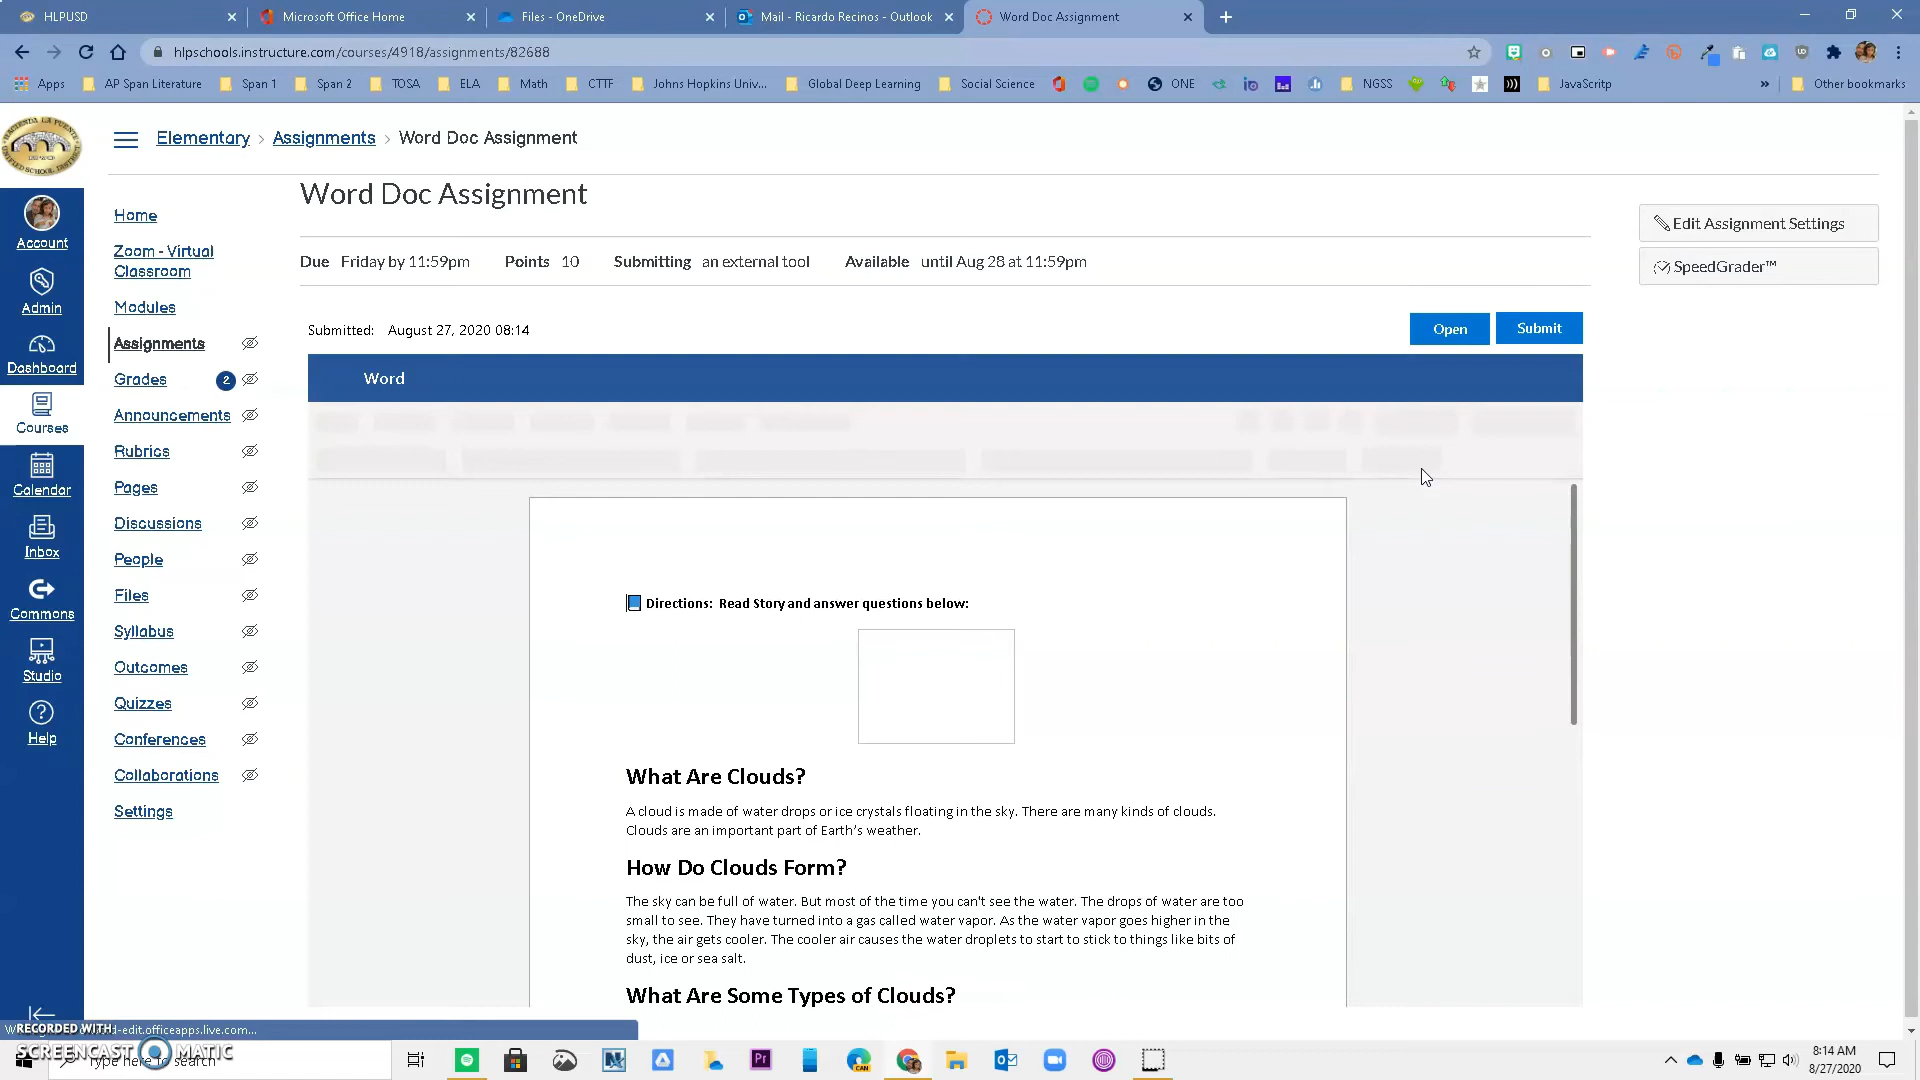 HLPUSD
Microsoft Office Home
Files - OneDrive
Mail - Ricardo Recinos - Outlook
Word Doc Assignment
hlpschools.instructure.com/courses/4918/assignments/82688
Apps
AP Span Literature
Span 1
Span 2
TOSA
ELA
Math
CTTF
Johns Hopkins Univ...
Global Deep Learning
Social Science
ONE
NGSS
JavaScritp
»
Other bookmarks
Elementary > Assignments > Word Doc Assignment
Account
Admin
Dashboard
Courses
Calendar
Inbox
Commons
Studio
Help
Home
Zoom - Virtual
Classroom
Modules
Assignments
Grades 2
Announcements
Rubrics
Pages
Discussions
People
Files
Syllabus
Outcomes
Quizzes
Conferences
Collaborations
Settings
Word Doc Assignment
Due Friday by 11:59pm Points 10 Submitting an external tool Available until Aug 28 at 11:59pm
Edit Assignment Settings
SpeedGrader™
Submitted: August 27, 2020 08:14
Open
Submit
Word
Directions: Read Story and answer questions below:
What Are Clouds?
A cloud is made of water drops or ice crystals floating in the sky. There are many kinds of clouds.
Clouds are an important part of Earth's weather.
How Do Clouds Form?
The sky can be full of water. But most of the time you can't see the water. The drops of water are too
small to see. They have turned into a gas called water vapor. As the water vapor goes higher in the
sky, the air gets cooler. The cooler air causes the water droplets to start to stick to things like bits of
dust, ice or sea salt.
What Are Some Types of Clouds?
RECORDED WITH
SCREENCAST MATIC
-edit.officeapps.live.com...
Type here to search
CAN
8:14 AM
8/27/2020